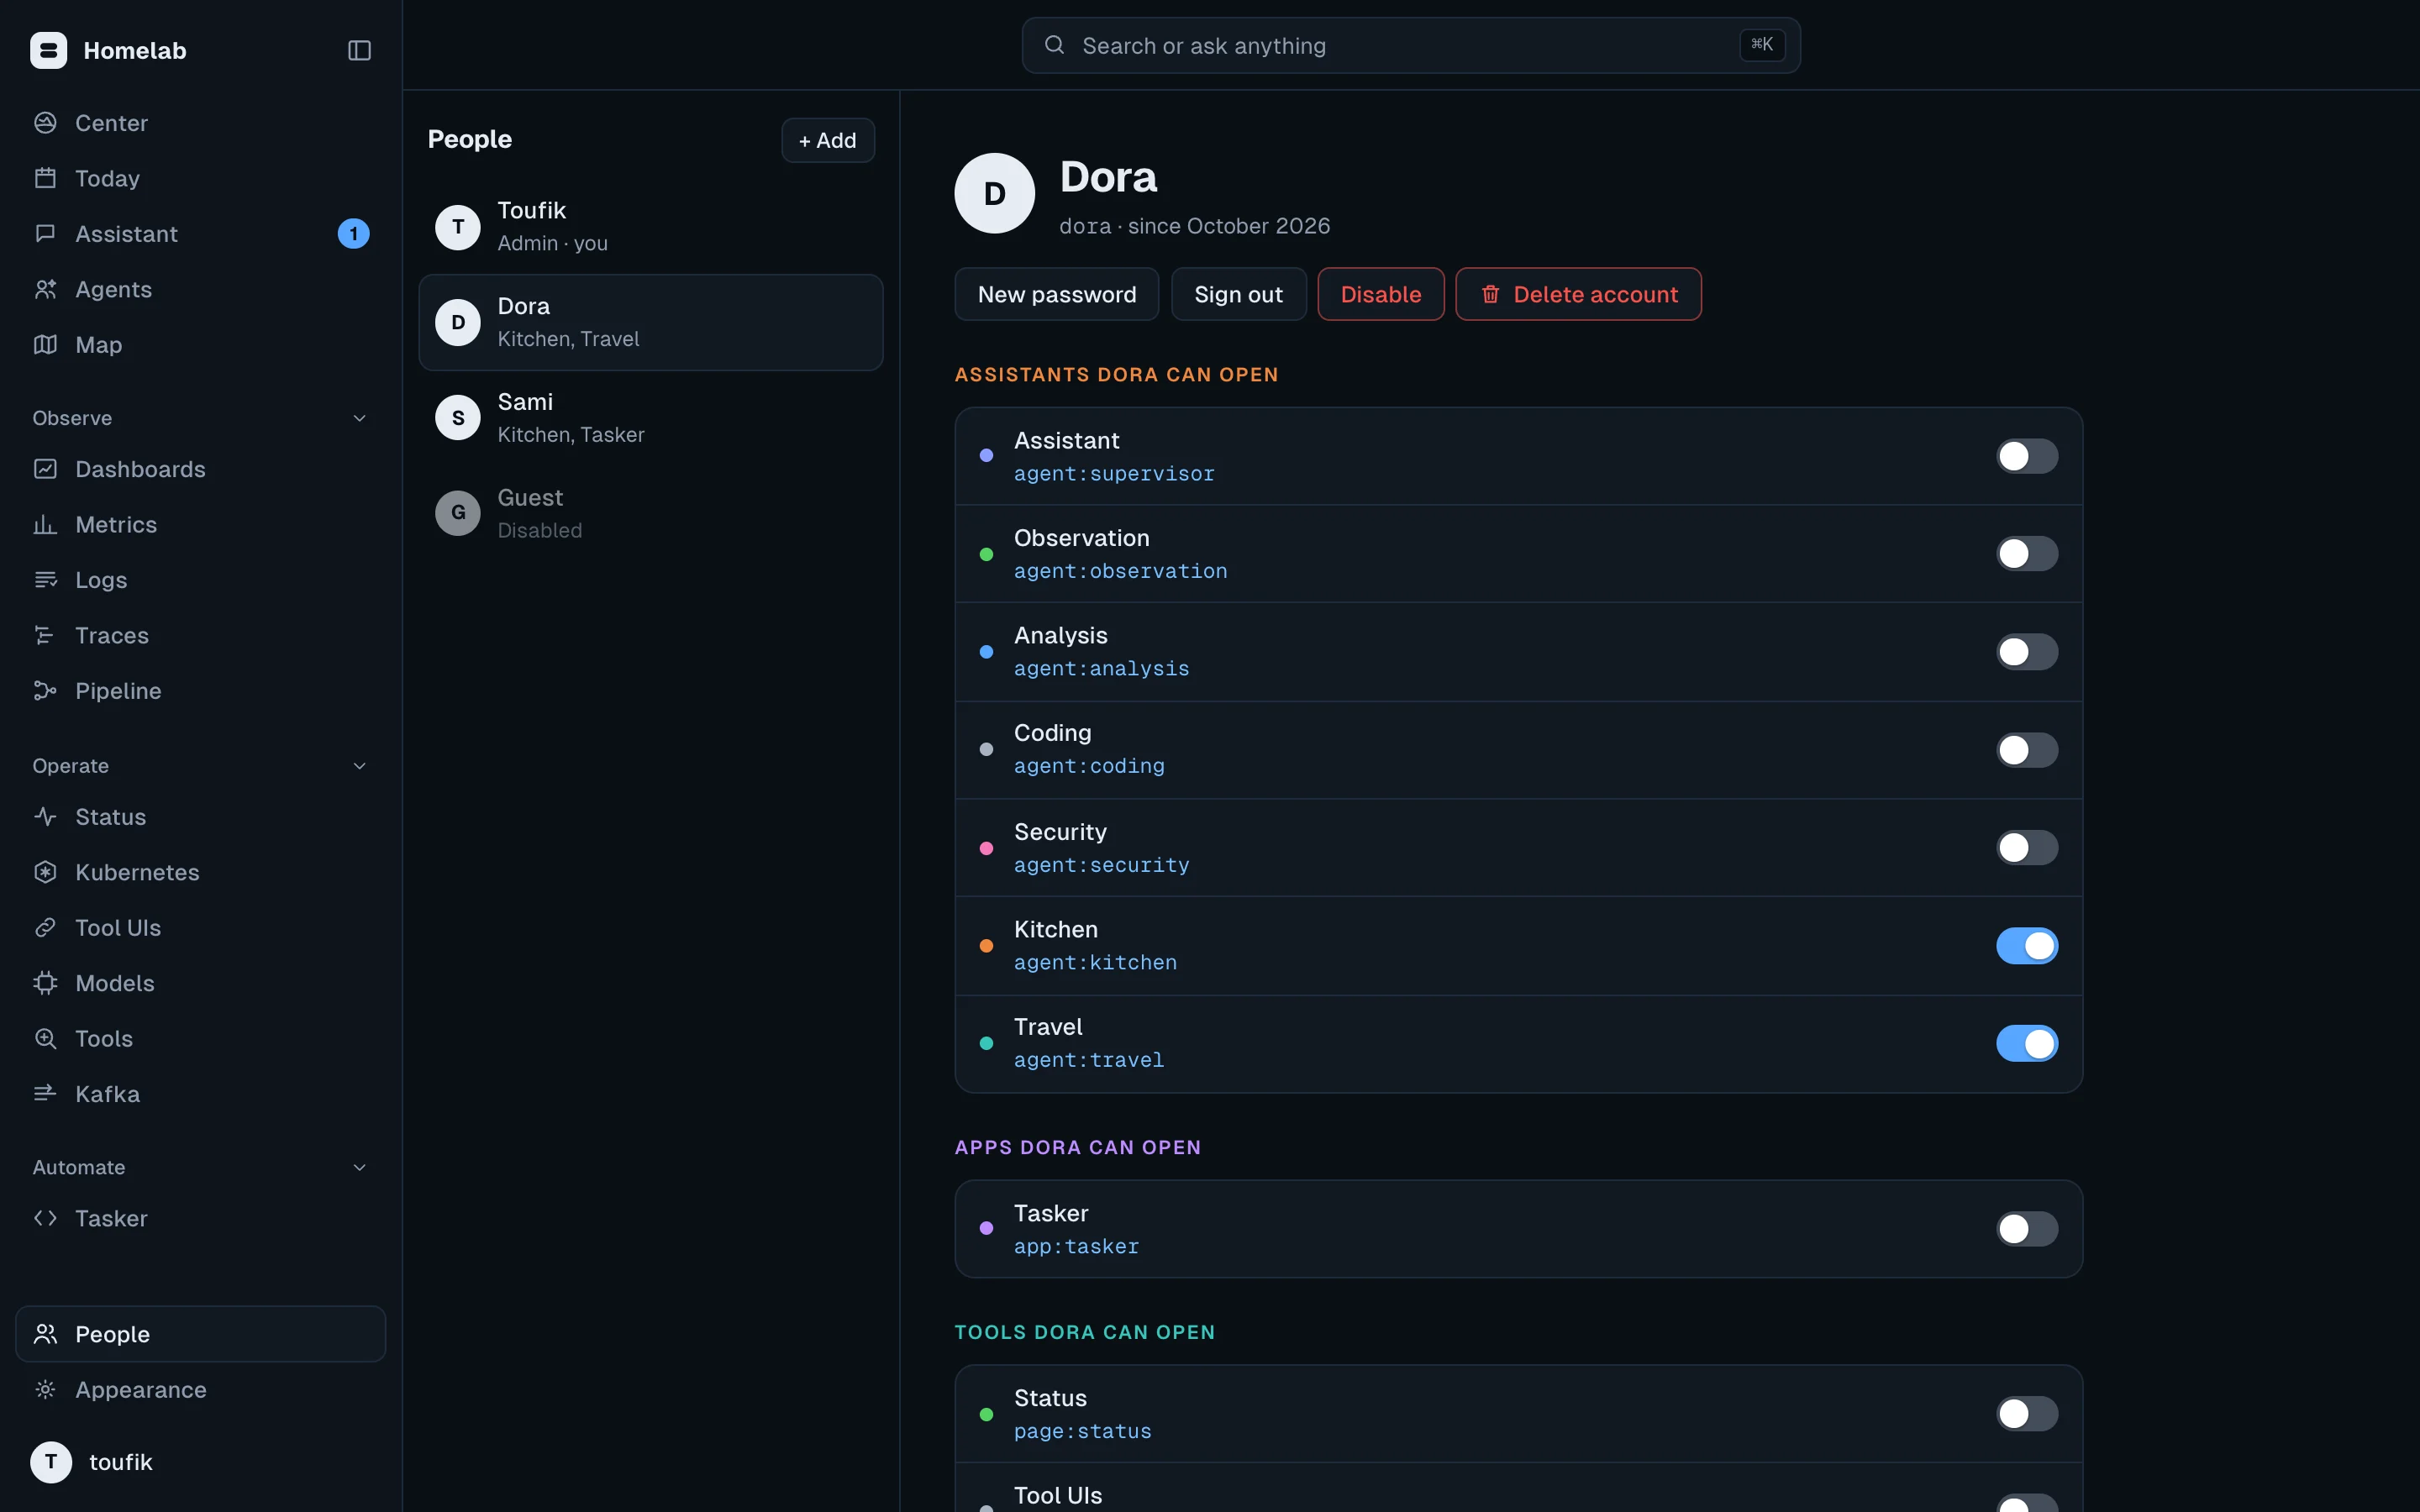 Homelab
Search or ask anything
⌘K
Center
Today
Assistant
1
Agents
Map
Observe
Dashboards
Metrics
Logs
Traces
Pipeline
Operate
Status
Kubernetes
Tool UIs
Models
Tools
Kafka
Automate
Tasker
People
Appearance
T
toufik
People
+ Add
T
Toufik
Admin · you
D
Dora
Kitchen, Travel
S
Sami
Kitchen, Tasker
G
Guest
Disabled
D
Dora
dora · since October 2026
New password
Sign out
Disable
Delete account
ASSISTANTS DORA CAN OPEN
Assistant
agent:supervisor
Observation
agent:observation
Analysis
agent:analysis
Coding
agent:coding
Security
agent:security
Kitchen
agent:kitchen
Travel
agent:travel
APPS DORA CAN OPEN
Tasker
app:tasker
TOOLS DORA CAN OPEN
Status
page:status
Tool UIs